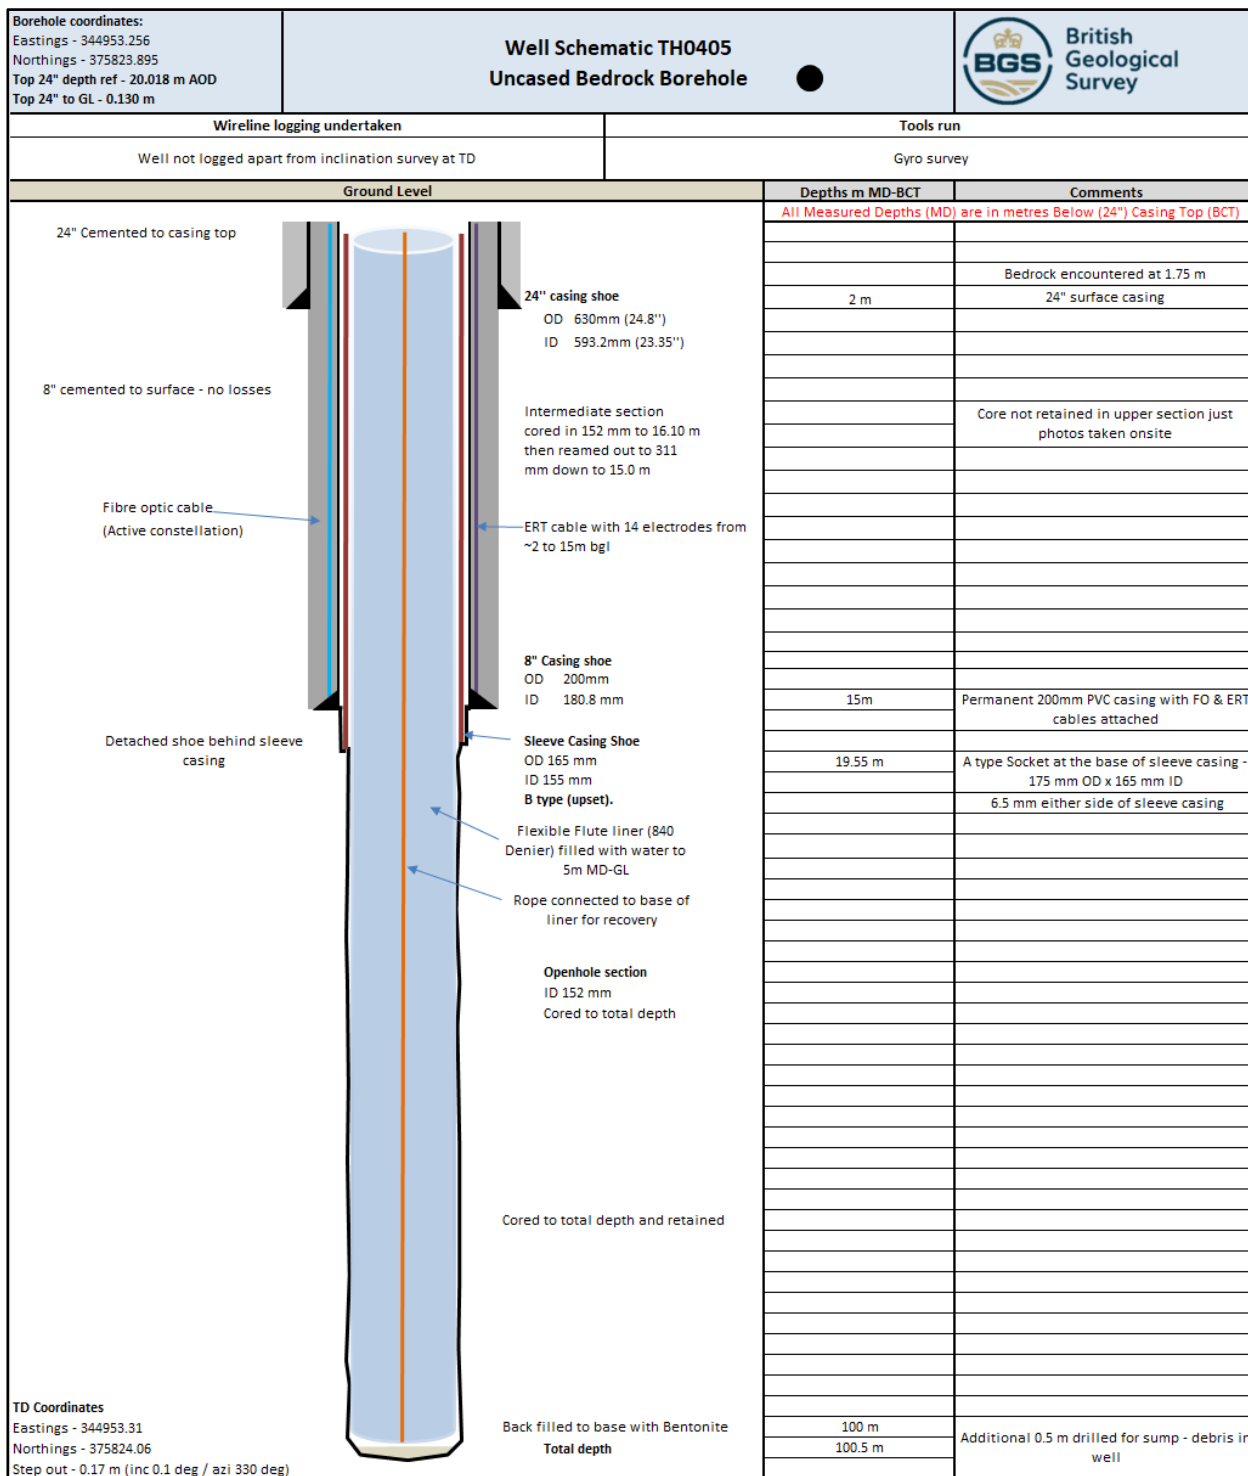 Borehole coordinates:
Eastings - 344953.256
Northings - 375823.895
Top 24" depth ref - 20.018 m AOD
Top 24" to GL - 0.130 m
Well Schematic TH0405
Uncased Bedrock Borehole
BGS
British
Geological
Survey
Wireline logging undertaken
Tools run
Well not logged apart from inclination survey at TD
Gyro survey
Ground Level
Depths m MD-BCT
Comments
All Measured Depths (MD) are in metres Below (24") Casing Top (BCT)
24" Cemented to casing top
Bedrock encountered at 1.75 m
24'' casing shoe
2 m
24" surface casing
OD 630mm (24.8'')
ID 593.2mm (23.35'')
8" cemented to surface - no losses
Intermediate section
cored in 152 mm to 16.10 m
then reamed out to 311
mm down to 15.0 m
Core not retained in upper section just
photos taken onsite
Fibre optic cable
(Active constellation)
ERT cable with 14 electrodes from
~2 to 15m bgl
8" Casing shoe
OD 200mm
ID 180.8 mm
15m
Permanent 200mm PVC casing with FO & ERT
cables attached
Detached shoe behind sleeve
casing
Sleeve Casing Shoe
OD 165 mm
ID 155 mm
B type (upset).
19.55 m
A type Socket at the base of sleeve casing -
175 mm OD x 165 mm ID
6.5 mm either side of sleeve casing
Flexible Flute liner (840
Denier) filled with water to
5m MD-GL
Rope connected to base of
liner for recovery
Openhole section
ID 152 mm
Cored to total depth
Cored to total depth and retained
TD Coordinates
Eastings - 344953.31
Northings - 375824.06
Step out - 0.17 m (inc 0.1 deg / azi 330 deg)
Back filled to base with Bentonite
Total depth
100 m
100.5 m
Additional 0.5 m drilled for sump - debris in
well